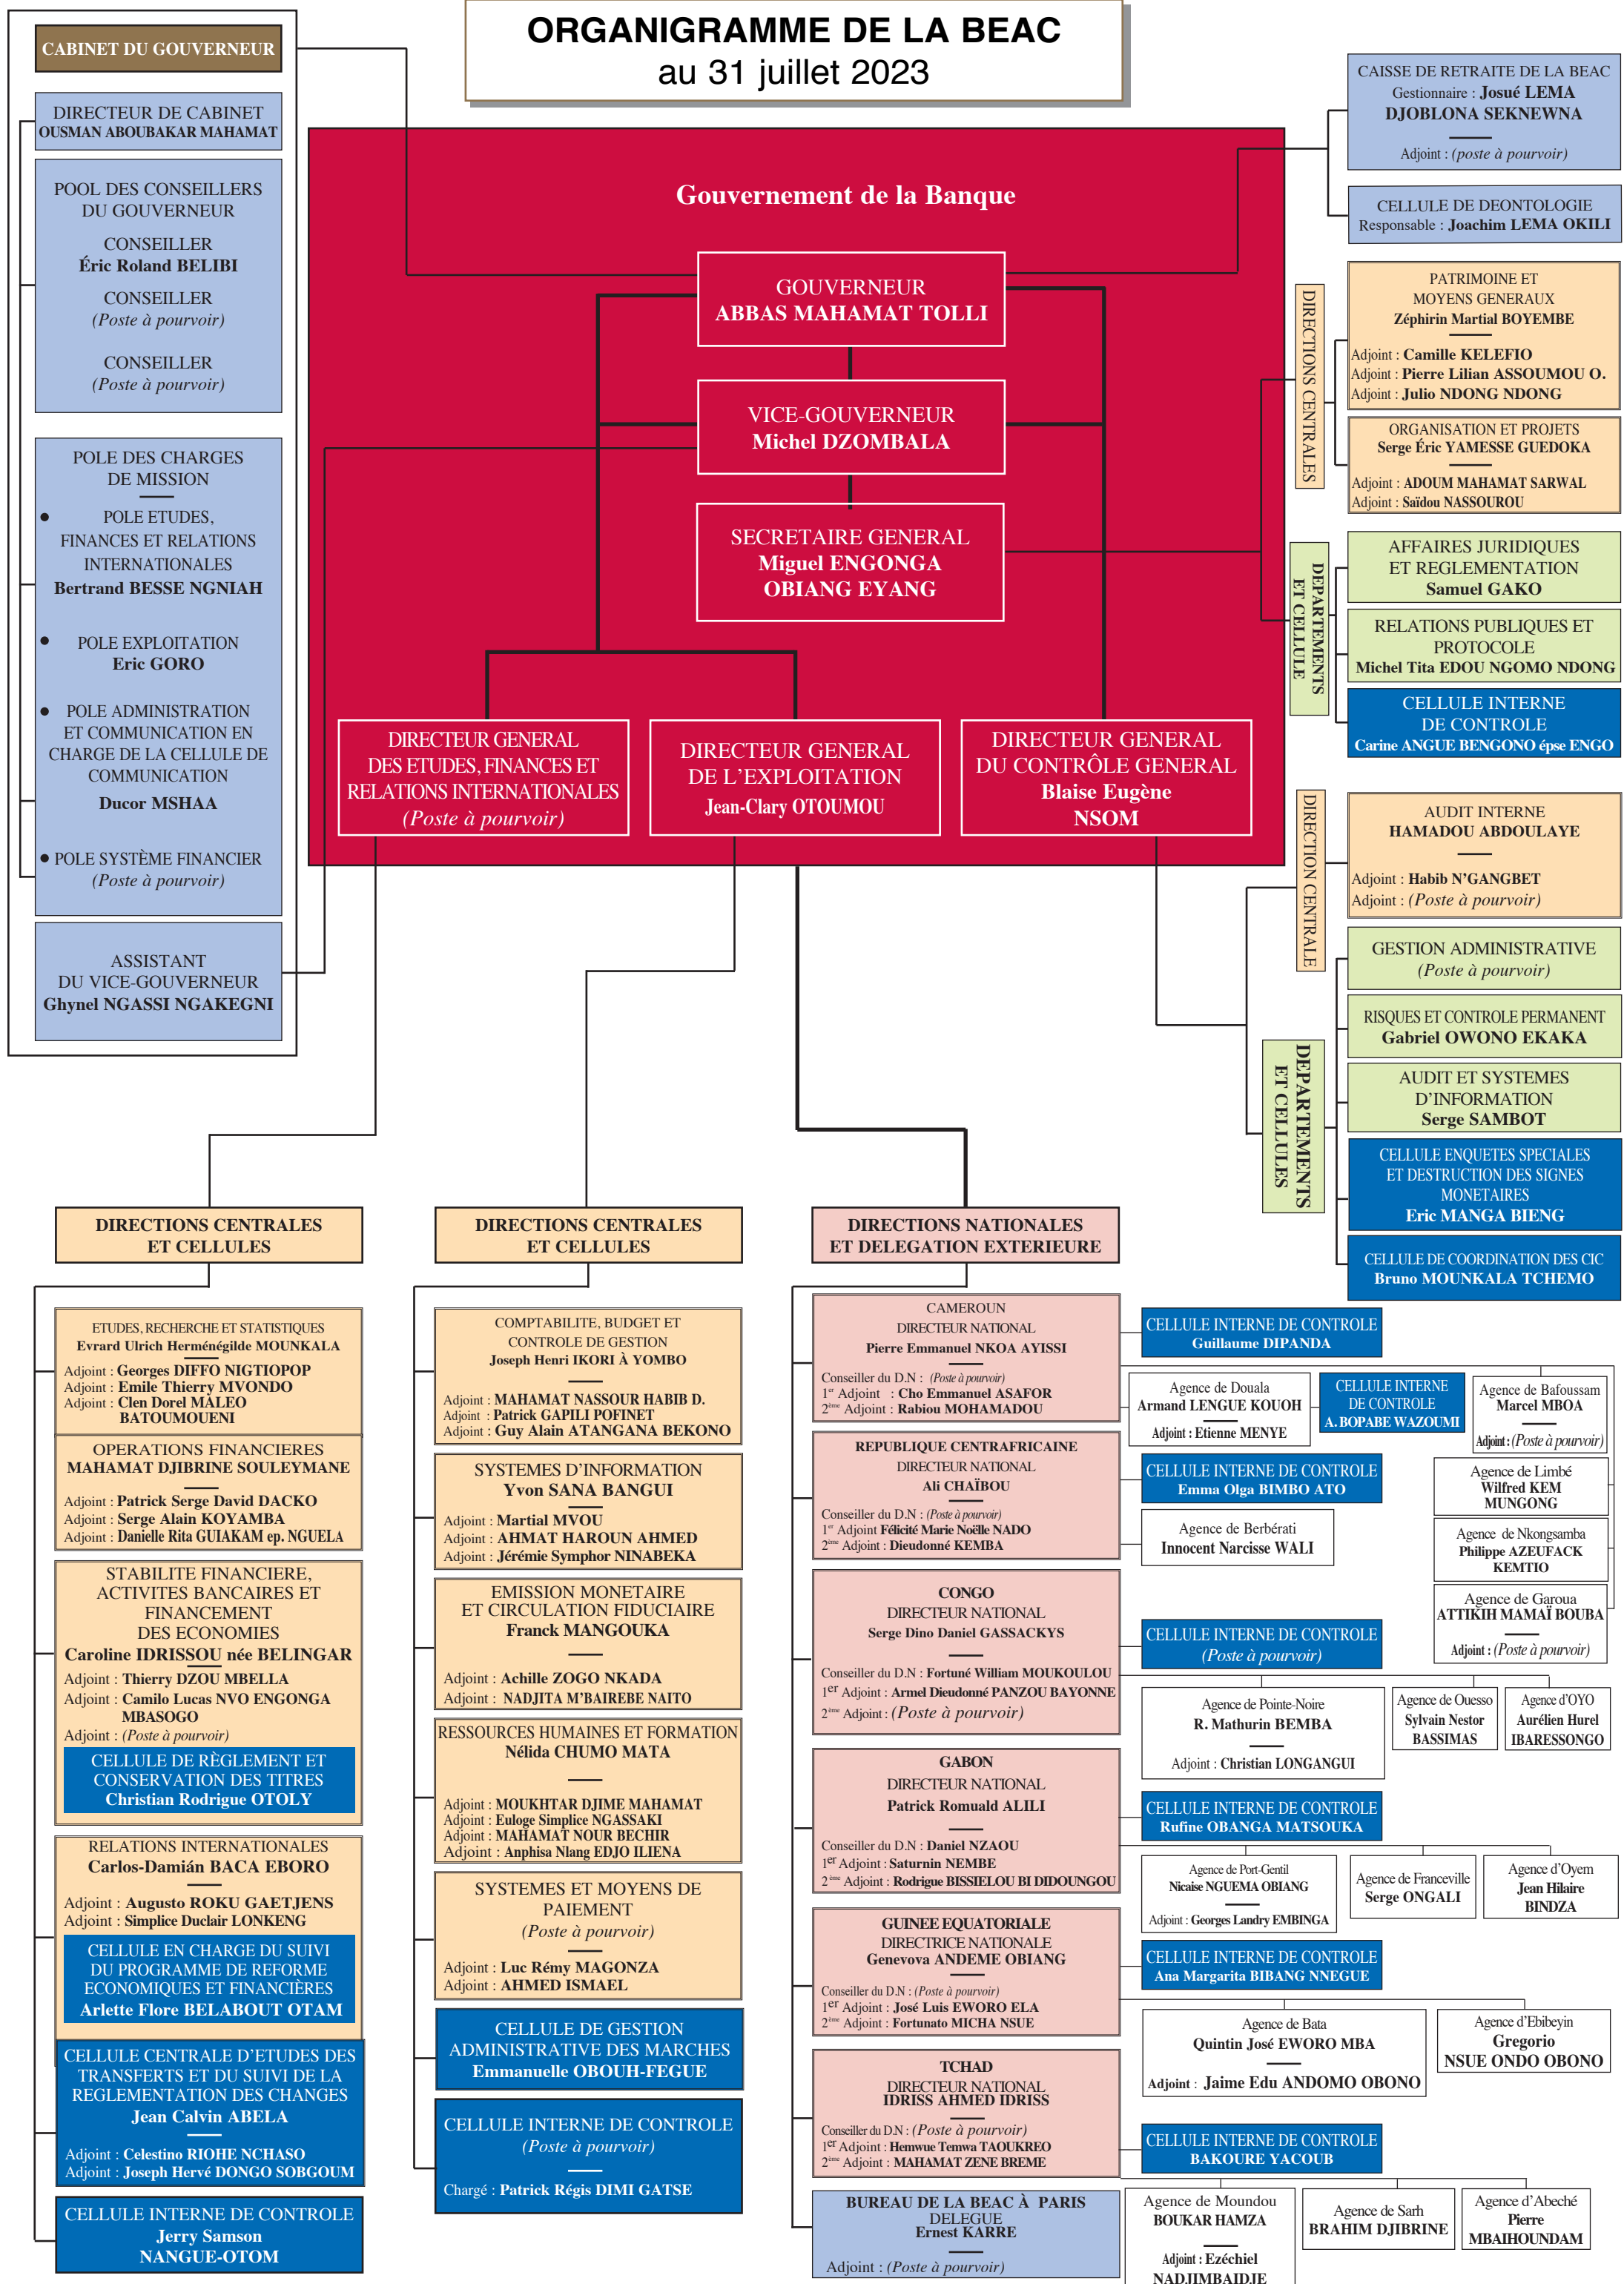 ORGANIGRAMME DE LA BEAC
au 31 juillet 2023
CABINET DU GOUVERNEUR
DIRECTEUR DE CABINET
OUSMAN ABOUBAKAR MAHAMAT
POOL DES CONSEILLERS
DU GOUVERNEUR
CONSEILLER
Éric Roland BELIBI
CONSEILLER
(Poste à pourvoir)
CONSEILLER
(Poste à pourvoir)
POLE DES CHARGES
DE MISSION
• POLE ETUDES,
FINANCES ET RELATIONS
INTERNATIONALES
Bertrand BESSE NGNIAH
• POLE EXPLOITATION
Eric GORO
• POLE ADMINISTRATION
ET COMMUNICATION EN
CHARGE DE LA CELLULE DE
COMMUNICATION
Ducor MSHAA
• POLE SYSTÈME FINANCIER
(Poste à pourvoir)
ASSISTANT
DU VICE-GOUVERNEUR
Ghynel NGASSI NGAKEGNI
Gouvernement de la Banque
GOUVERNEUR
ABBAS MAHAMAT TOLLI
VICE-GOUVERNEUR
Michel DZOMBALA
SECRETAIRE GENERAL
Miguel ENGONGA
OBIANG EYANG
DIRECTEUR GENERAL
DES ETUDES, FINANCES ET
RELATIONS INTERNATIONALES
(Poste à pourvoir)
DIRECTEUR GENERAL
DE L'EXPLOITATION
Jean-Clary OTOUMOU
DIRECTEUR GENERAL
DU CONTRÔLE GENERAL
Blaise Eugène
NSOM
CAISSE DE RETRAITE DE LA BEAC
Gestionnaire : Josué LEMA
DJOBLONA SEKNEWNA
Adjoint : (poste à pourvoir)
CELLULE DE DEONTOLOGIE
Responsable : Joachim LEMA OKILI
DIRECTIONS CENTRALES
PATRIMOINE ET
MOYENS GENERAUX
Zéphirin Martial BOYEMBE
Adjoint : Camille KELEFIO
Adjoint : Pierre Lilian ASSOUMOU O.
Adjoint : Julio NDONG NDONG
ORGANISATION ET PROJETS
Serge Éric YAMESSE GUEDOKA
Adjoint : ADOUM MAHAMAT SARWAL
Adjoint : Saïdou NASSOUROU
DEPARTEMENTS
ET CELLULE
AFFAIRES JURIDIQUES
ET REGLEMENTATION
Samuel GAKO
RELATIONS PUBLIQUES ET
PROTOCOLE
Michel Tita EDOU NGOMO NDONG
CELLULE INTERNE
DE CONTROLE
Carine ANGUE BENGONO épse ENGO
DIRECTION CENTRALE
AUDIT INTERNE
HAMADOU ABDOULAYE
Adjoint : Habib N'GANGBET
Adjoint : (Poste à pourvoir)
DEPARTEMENTS
ET CELLULES
GESTION ADMINISTRATIVE
(Poste à pourvoir)
RISQUES ET CONTROLE PERMANENT
Gabriel OWONO EKAKA
AUDIT ET SYSTEMES
D'INFORMATION
Serge SAMBOT
CELLULE ENQUETES SPECIALES
ET DESTRUCTION DES SIGNES
MONETAIRES
Eric MANGA BIENG
CELLULE DE COORDINATION DES CIC
Bruno MOUNKALA TCHEMO
DIRECTIONS CENTRALES
ET CELLULES
ETUDES, RECHERCHE ET STATISTIQUES
Evrard Ulrich Herménégilde MOUNKALA
Adjoint : Georges DIFFO NIGTIOPOP
Adjoint : Emile Thierry MVONDO
Adjoint : Clen Dorel MALEO
BATOUMOUENI
OPERATIONS FINANCIERES
MAHAMAT DJIBRINE SOULEYMANE
Adjoint : Patrick Serge David DACKO
Adjoint : Serge Alain KOYAMBA
Adjoint : Danielle Rita GUIAKAM ep. NGUELA
STABILITE FINANCIERE,
ACTIVITES BANCAIRES ET
FINANCEMENT
DES ECONOMIES
Caroline IDRISSOU née BELINGAR
Adjoint : Thierry DZOU MBELLA
Adjoint : Camilo Lucas NVO ENGONGA
MBASOGO
Adjoint : (Poste à pourvoir)
CELLULE DE RÈGLEMENT ET
CONSERVATION DES TITRES
Christian Rodrigue OTOLY
RELATIONS INTERNATIONALES
Carlos-Damián BACA EBORO
Adjoint : Augusto ROKU GAETJENS
Adjoint : Simplice Duclair LONKENG
CELLULE EN CHARGE DU SUIVI
DU PROGRAMME DE REFORME
ECONOMIQUES ET FINANCIÈRES
Arlette Flore BELABOUT OTAM
CELLULE CENTRALE D'ETUDES DES
TRANSFERTS ET DU SUIVI DE LA
REGLEMENTATION DES CHANGES
Jean Calvin ABELA
Adjoint : Celestino RIOHE NCHASO
Adjoint : Joseph Hervé DONGO SOBGOUM
CELLULE INTERNE DE CONTROLE
Jerry Samson
NANGUE-OTOM
DIRECTIONS CENTRALES
ET CELLULES
COMPTABILITE, BUDGET ET
CONTROLE DE GESTION
Joseph Henri IKORI À YOMBO
Adjoint : MAHAMAT NASSOUR HABIB D.
Adjoint : Patrick GAPILI POFINET
Adjoint : Guy Alain ATANGANA BEKONO
SYSTEMES D'INFORMATION
Yvon SANA BANGUI
Adjoint : Martial MVOU
Adjoint : AHMAT HAROUN AHMED
Adjoint : Jérémie Symphor NINABEKA
EMISSION MONETAIRE
ET CIRCULATION FIDUCIAIRE
Franck MANGOUKA
Adjoint : Achille ZOGO NKADA
Adjoint : NADJITA M'BAIREBE NAITO
RESSOURCES HUMAINES ET FORMATION
Nélida CHUMO MATA
Adjoint : MOUKHTAR DJIME MAHAMAT
Adjoint : Euloge Simplice NGASSAKI
Adjoint : MAHAMAT NOUR BECHIR
Adjoint : Anphisa Nlang EDJO ILIENA
SYSTEMES ET MOYENS DE
PAIEMENT
(Poste à pourvoir)
Adjoint : Luc Rémy MAGONZA
Adjoint : AHMED ISMAEL
CELLULE DE GESTION
ADMINISTRATIVE DES MARCHES
Emmanuelle OBOUH-FEGUE
CELLULE INTERNE DE CONTROLE
(Poste à pourvoir)
Chargé : Patrick Régis DIMI GATSE
DIRECTIONS NATIONALES
ET DELEGATION EXTERIEURE
CAMEROUN
DIRECTEUR NATIONAL
Pierre Emmanuel NKOA AYISSI
Conseiller du D.N : (Poste à pourvoir)
1er Adjoint : Cho Emmanuel ASAFOR
2ème Adjoint : Rabiou MOHAMADOU
CELLULE INTERNE DE CONTROLE
Guillaume DIPANDA
Agence de Douala
Armand LENGUE KOUOH
Adjoint : Etienne MENYE
CELLULE INTERNE
DE CONTROLE
A. BOPABE WAZOUMI
Agence de Bafoussam
Marcel MBOA
Adjoint : (Poste à pourvoir)
Agence de Limbé
Wilfred KEM
MUNGONG
Agence de Nkongsamba
Philippe AZEUFACK
KEMTIO
Agence de Garoua
ATTIKIH MAMAÏ BOUBA
Adjoint : (Poste à pourvoir)
REPUBLIQUE CENTRAFRICAINE
DIRECTEUR NATIONAL
Ali CHAÏBOU
Conseiller du D.N : (Poste à pourvoir)
1er Adjoint Félicité Marie Noëlle NADO
2ème Adjoint : Dieudonné KEMBA
CELLULE INTERNE DE CONTROLE
Emma Olga BIMBO ATO
Agence de Berbérati
Innocent Narcisse WALI
CONGO
DIRECTEUR NATIONAL
Serge Dino Daniel GASSACKYS
Conseiller du D.N : Fortuné William MOUKOULOU
1er Adjoint : Armel Dieudonné PANZOU BAYONNE
2ème Adjoint : (Poste à pourvoir)
CELLULE INTERNE DE CONTROLE
(Poste à pourvoir)
Agence de Pointe-Noire
R. Mathurin BEMBA
Adjoint : Christian LONGANGUI
Agence de Ouesso
Sylvain Nestor
BASSIMAS
Agence d'OYO
Aurélien Hurel
IBARESSONGO
GABON
DIRECTEUR NATIONAL
Patrick Romuald ALILI
Conseiller du D.N : Daniel NZAOU
1er Adjoint : Saturnin NEMBE
2ème Adjoint : Rodrigue BISSIELOU BI DIDOUNGOU
CELLULE INTERNE DE CONTROLE
Rufine OBANGA MATSOUKA
Agence de Port-Gentil
Nicaise NGUEMA OBIANG
Adjoint : Georges Landry EMBINGA
Agence de Franceville
Serge ONGALI
Agence d'Oyem
Jean Hilaire
BINDZA
GUINEE EQUATORIALE
DIRECTRICE NATIONALE
Genevova ANDEME OBIANG
Conseiller du D.N : (Poste à pourvoir)
1er Adjoint : José Luis EWORO ELA
2ème Adjoint : Fortunato MICHA NSUE
CELLULE INTERNE DE CONTROLE
Ana Margarita BIBANG NNEGUE
Agence de Bata
Quintin José EWORO MBA
Adjoint : Jaime Edu ANDOMO OBONO
Agence d'Ebibeyin
Gregorio
NSUE ONDO OBONO
TCHAD
DIRECTEUR NATIONAL
IDRISS AHMED IDRISS
Conseiller du D.N : (Poste à pourvoir)
1er Adjoint : Hemwue Temwa TAOUKREO
2ème Adjoint : MAHAMAT ZENE BREME
CELLULE INTERNE DE CONTROLE
BAKOURE YACOUB
Agence de Moundou
BOUKAR HAMZA
Adjoint : Ezéchiel
NADJIMBAIDJE
Agence de Sarh
BRAHIM DJIBRINE
Agence d'Abeché
Pierre
MBAIHOUNDAM
BUREAU DE LA BEAC À PARIS
DELEGUE
Ernest KARRE
Adjoint : (Poste à pourvoir)